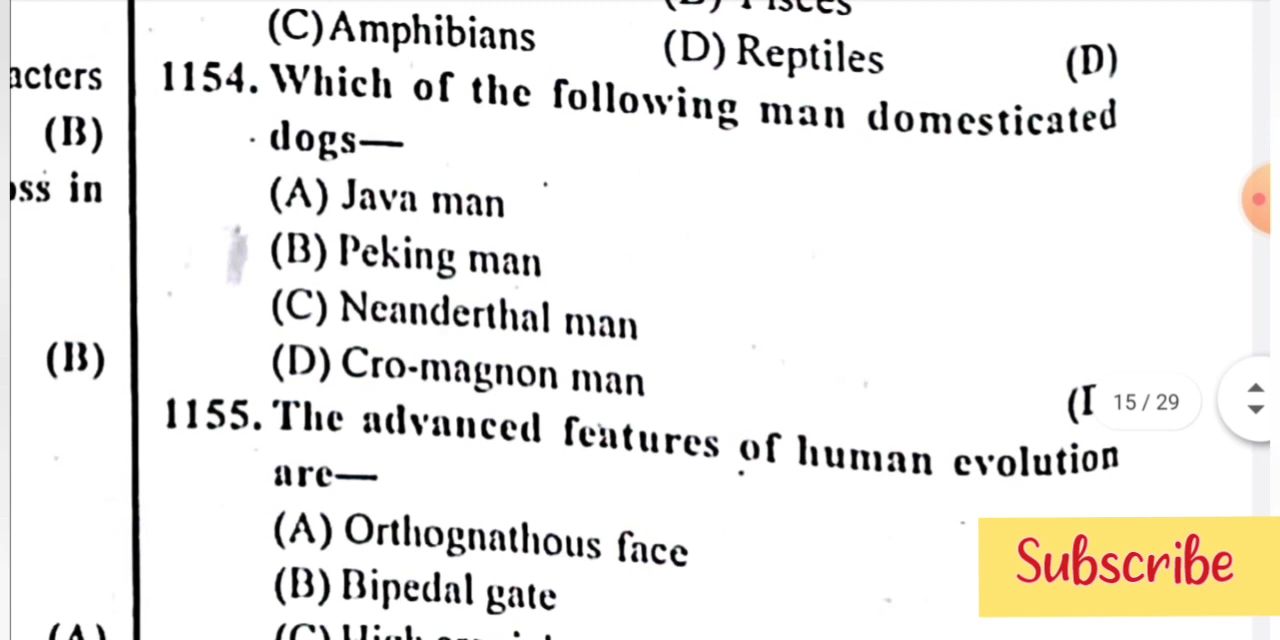 acters
(B)
ss in
(B)
(A)
(C) Amphibians (D) Reptiles (D)
1154. Which of the following man domesticated
dogs—
(A) Java man
(B) Peking man
(C) Neanderthal man
(D) Cro-magnon man
15 / 29
1155. The advanced features of human evolution
are—
(A) Orthognathous face
(B) Bipedal gate
(C) High
Subscribe